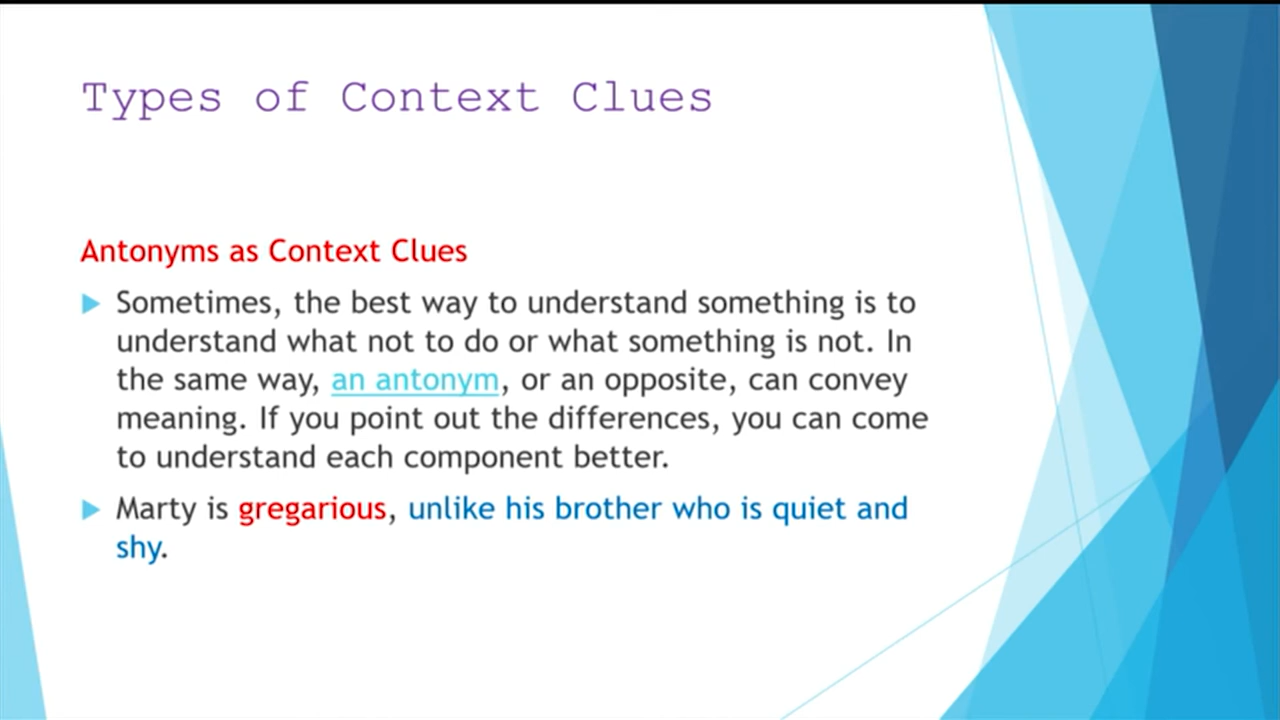 Types of Context Clues
Antonyms as Context Clues
Sometimes, the best way to understand something is to
understand what not to do or what something is not. In
the same way, an antonym, or an opposite, can convey
meaning. If you point out the differences, you can come
to understand each component better.
Marty is gregarious, unlike his brother who is quiet and
shy.